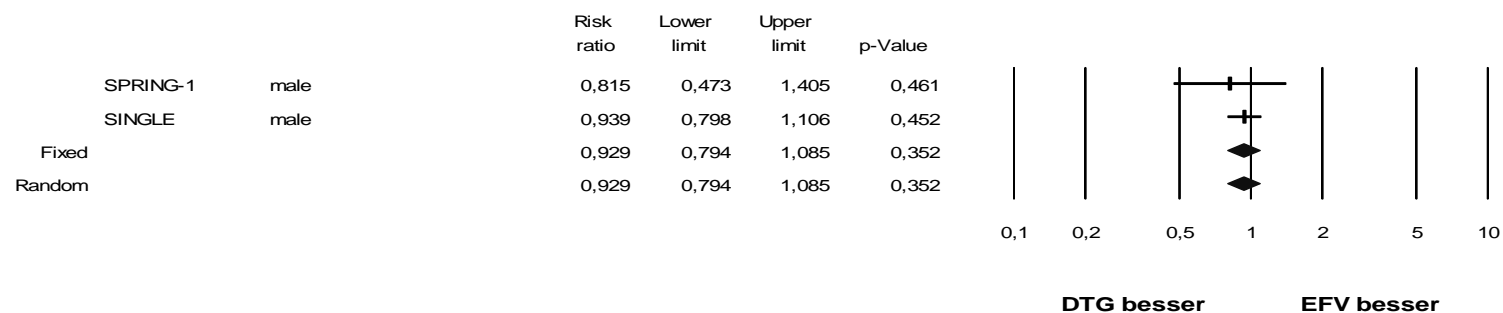 Risk Lower Upper
ratio limit limit p-Value
SPRING-1 male 0,815 0,473 1,405 0,461
SINGLE male 0,939 0,798 1,106 0,452
Fixed 0,929 0,794 1,085 0,352
Random 0,929 0,794 1,085 0,352
0,1 0,2 0,5 1 2 5 10
DTG besser EFV besser